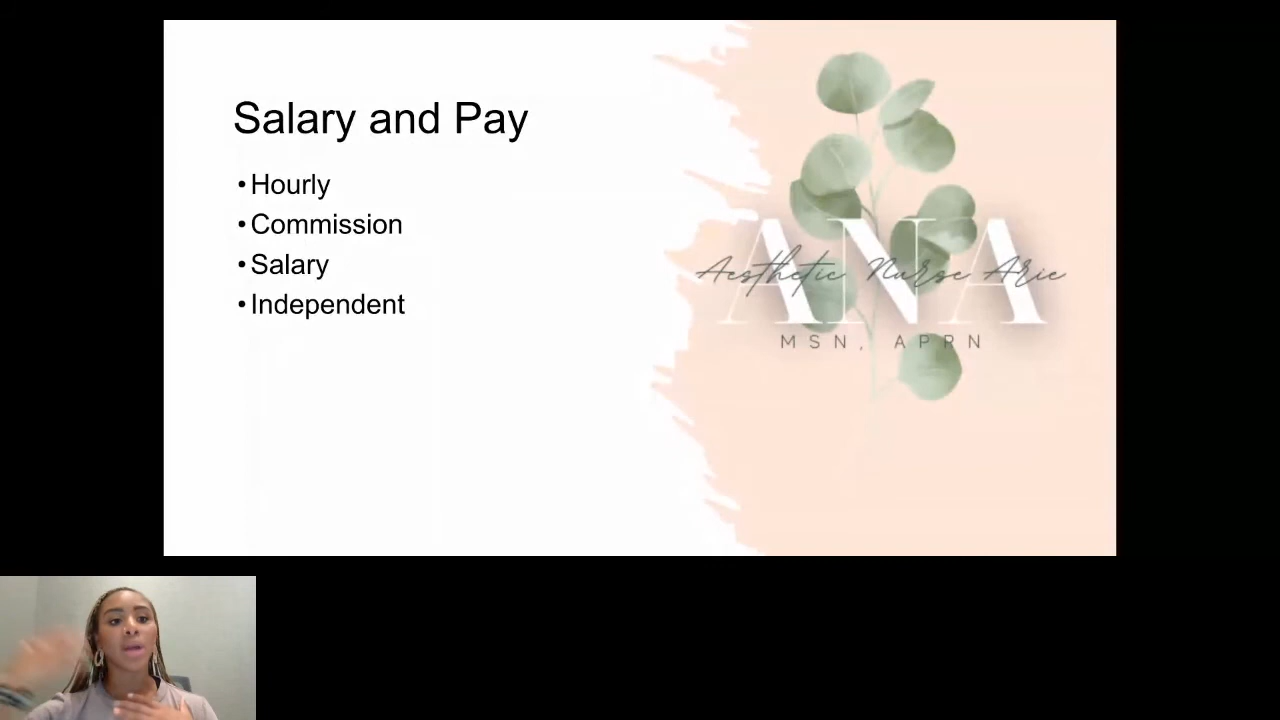 Salary and Pay
•Hourly
•Commission
•Salary
•Independent
ANA
Aesthetic Nurse Arie
MSN, APRN